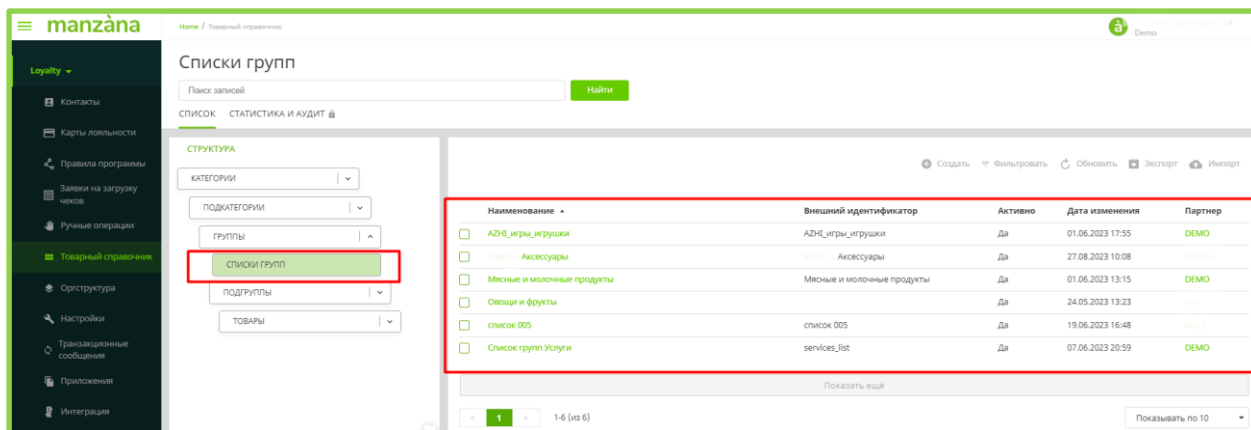 manzàna
Home / Товарный справочник
à
Demo
Loyalty
Контакты
Карты лояльности
Правила программы
Заявки на загрузку
чеков
Ручные операции
Товарный справочник
Оргструктура
Настройки
Транзакционные
сообщения
Приложения
Интеграция
Списки групп
Поиск записей
Найти
СПИСОК СТАТИСТИКА И АУДИТ
СТРУКТУРА
КАТЕГОРИИ
ПОДКАТЕГОРИИ
ГРУППЫ
СПИСКИ ГРУПП
ПОДГРУППЫ
ТОВАРЫ
Создать Фильтровать Обновить Экспорт Импорт
Наименование Внешний идентификатор Активно Дата изменения Партнер
AZHI_игры_игрушки AZHI_игры_игрушки Да 01.06.2023 17:55 DEMO
Аксессуары Аксессуары Да 27.08.2023 10:08
Мясные и молочные продукты Мясные и молочные продукты Да 01.06.2023 13:15 DEMO
Овощи и фрукты Да 24.05.2023 13:23
список 005 список 005 Да 19.06.2023 16:48
Список групп Услуги services_list Да 07.06.2023 20:59 DEMO
Показать ещё
< 1 > 1-6 (из 6) Показывать по 10